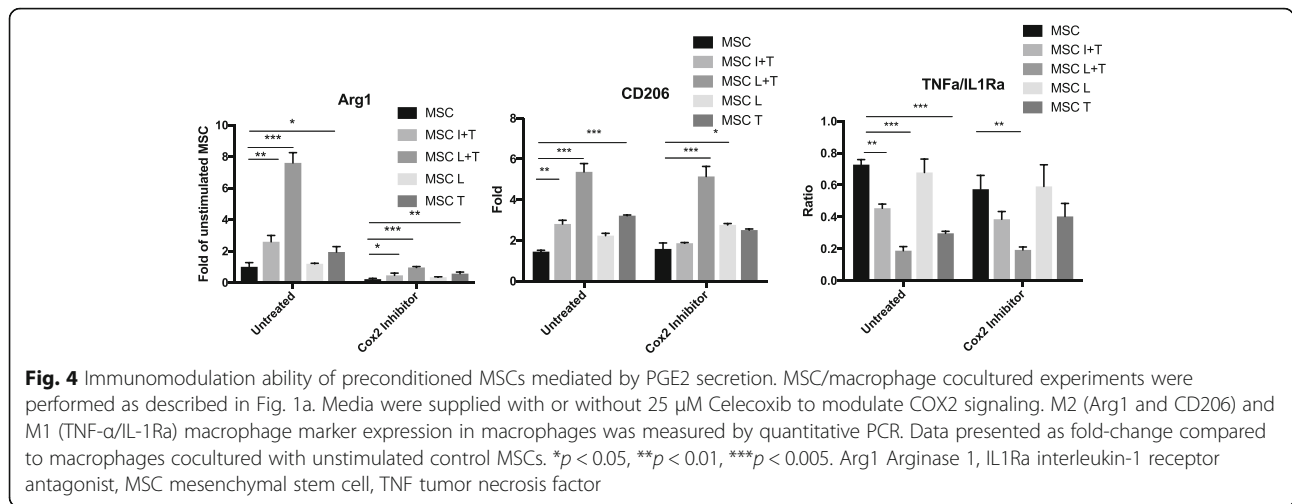 Arg1
Fold of unstimulated MSC
10
8
6
4
2
0
MSC
MSC I+T
MSC L+T
MSC L
MSC T
*
***
**
**
***
*
Untreated
Cox2 Inhibitor
CD206
Fold
8
6
4
2
0
MSC
MSC I+T
MSC L+T
MSC L
MSC T
***
***
**
*
***
Untreated
Cox2 Inhibitor
TNFa/IL1Ra
Ratio
1.0
0.8
0.6
0.4
0.2
0.0
MSC
MSC I+T
MSC L+T
MSC L
MSC T
***
***
**
**
Untreated
Cox2 Inhibitor
Fig. 4 Immunomodulation ability of preconditioned MSCs mediated by PGE2 secretion. MSC/macrophage cocultured experiments were
performed as described in Fig. 1a. Media were supplied with or without 25 μM Celecoxib to modulate COX2 signaling. M2 (Arg1 and CD206) and
M1 (TNF-α/IL-1Ra) macrophage marker expression in macrophages was measured by quantitative PCR. Data presented as fold-change compared
to macrophages cocultured with unstimulated control MSCs. *p < 0.05, **p < 0.01, ***p < 0.005. Arg1 Arginase 1, IL1Ra interleukin-1 receptor
antagonist, MSC mesenchymal stem cell, TNF tumor necrosis factor